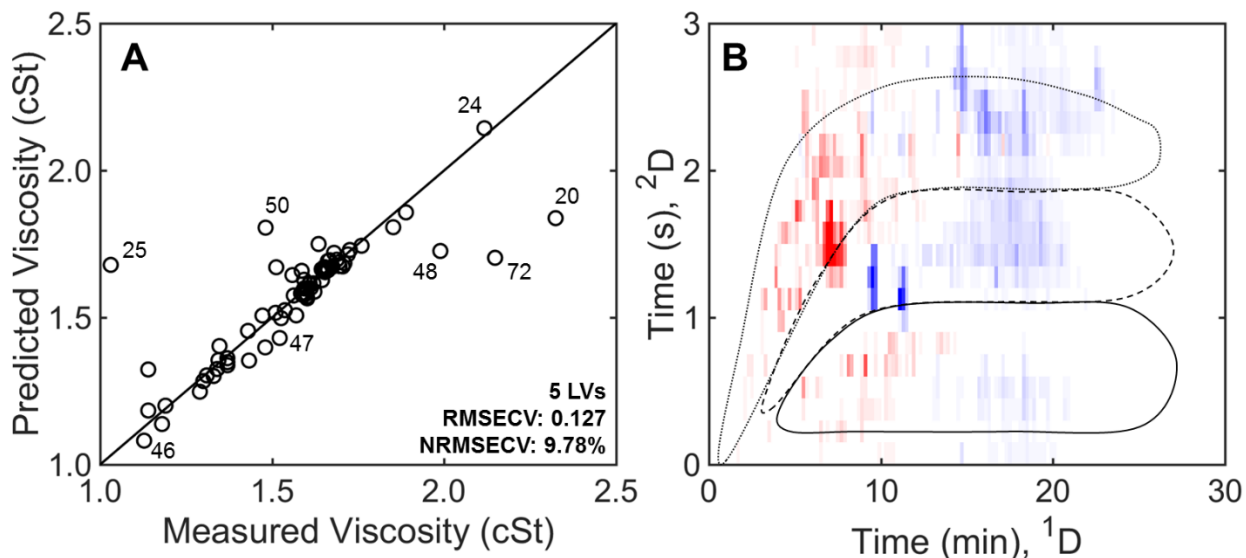 A
Predicted Viscosity (cSt)
2.5
2.0
1.5
1.0
24
50
20
25
48
72
47
46
5 LVs
RMSECV: 0.127
NRMSECV: 9.78%
1.0 1.5 2.0 2.5
Measured Viscosity (cSt)
B
Time (s), ²D
3
2
1
0
0 10 20 30
Time (min), ¹D